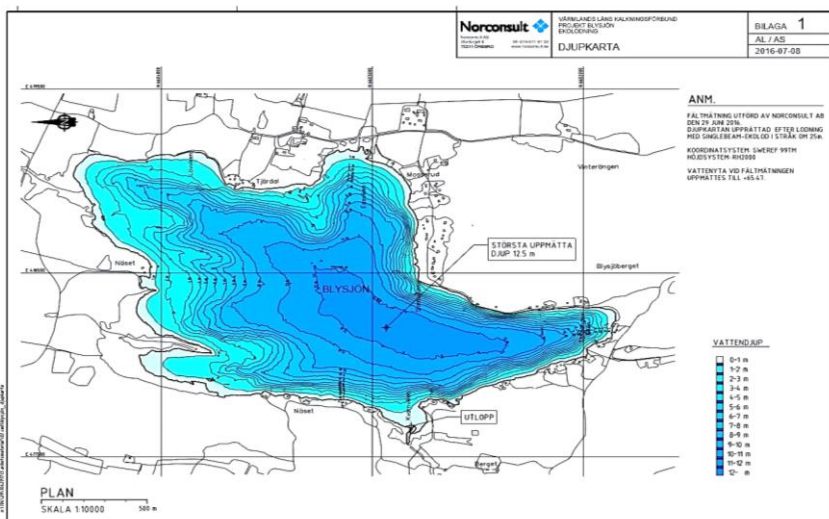 Norconsult
VÄRMLANDS LÄNS KALKNINGSFÖRBUND
PROJEKT BLYSJÖN
EKOLODNING
DJUPKARTA
BILAGA 1
AL / AS
2016-07-08
ANM.
FÄLTMÄTNING UTFÖRD AV NORCONSULT AB
DEN 29 JUNI 2016.
DJUPKARTAN UPPRÄTTAD EFTER LODNING
MED SINGLEBEAM-EKOLOD I STRÅK OM 25m.
KOORDINATSYSTEM: SWEREF 99TM
HÖJDSYSTEM: RH2000
VATTENYTA VID FÄLTMÄTNINGEN
UPPMÄTTES TILL +65.47.
Tjärdal
Mosserud
Vinterängen
STÖRSTA UPPMÄTTA
DJUP 12.5 m
Näset
Blysjöberget
BLYSJÖN
Näset
UTLOPP
Berget
VATTENDJUP
0-1 m
1-2 m
2-3 m
3-4 m
4-5 m
5-6 m
6-7 m
7-8 m
8-9 m
9-10 m
10-11 m
11-12 m
12- m
PLAN
SKALA 1:10000
500 m